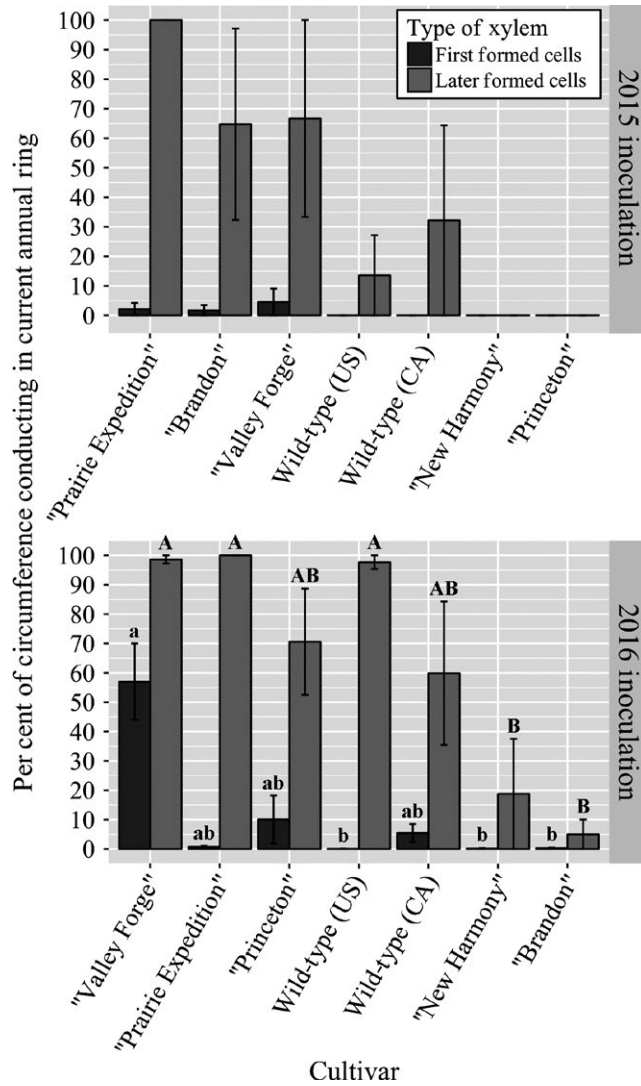 Per cent of circumference conducting in current annual ring
Type of xylem
First formed cells
Later formed cells
100
90
80
70
60
50
40
30
20
10
0
2015 inoculation
"Prairie Expedition"
"Brandon"
"Valley Forge"
Wild-type (US)
Wild-type (CA)
"New Harmony"
"Princeton"
100
90
80
70
60
50
40
30
20
10
0
a
A
ab
A
ab
AB
b
A
ab
AB
b
B
b
B
2016 inoculation
"Valley Forge"
"Prairie Expedition"
"Princeton"
Wild-type (US)
Wild-type (CA)
"New Harmony"
"Brandon"
Cultivar